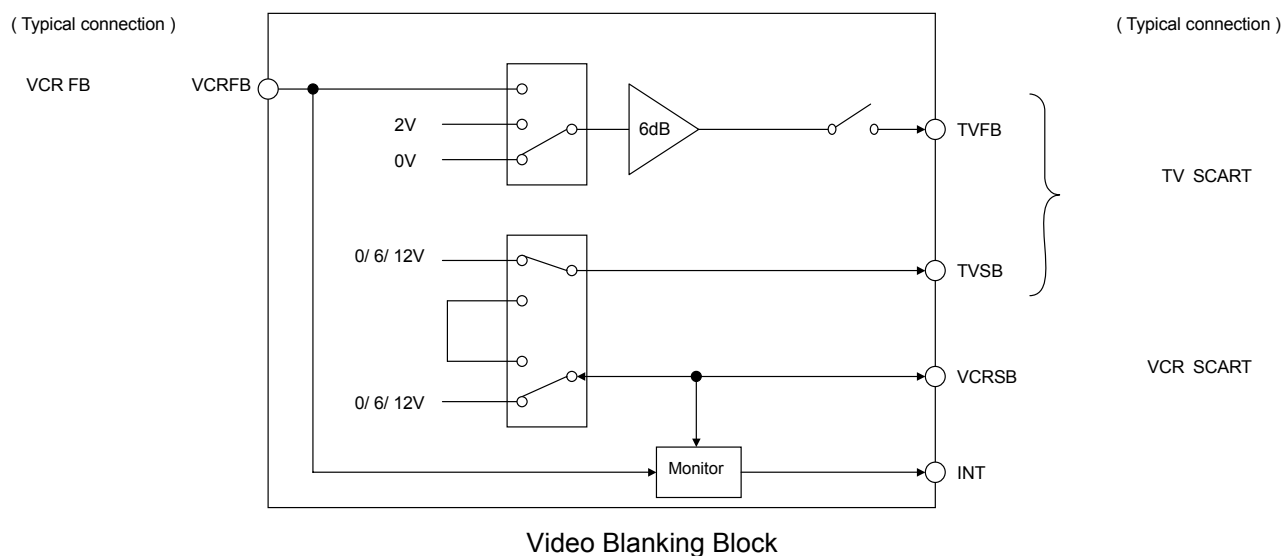 ( Typical connection )
( Typical connection )
VCR FB
VCRFB
2V
0V
6dB
TVFB
TV SCART
0/ 6/ 12V
TVSB
VCRSB
VCR SCART
0/ 6/ 12V
Monitor
INT
Video Blanking Block